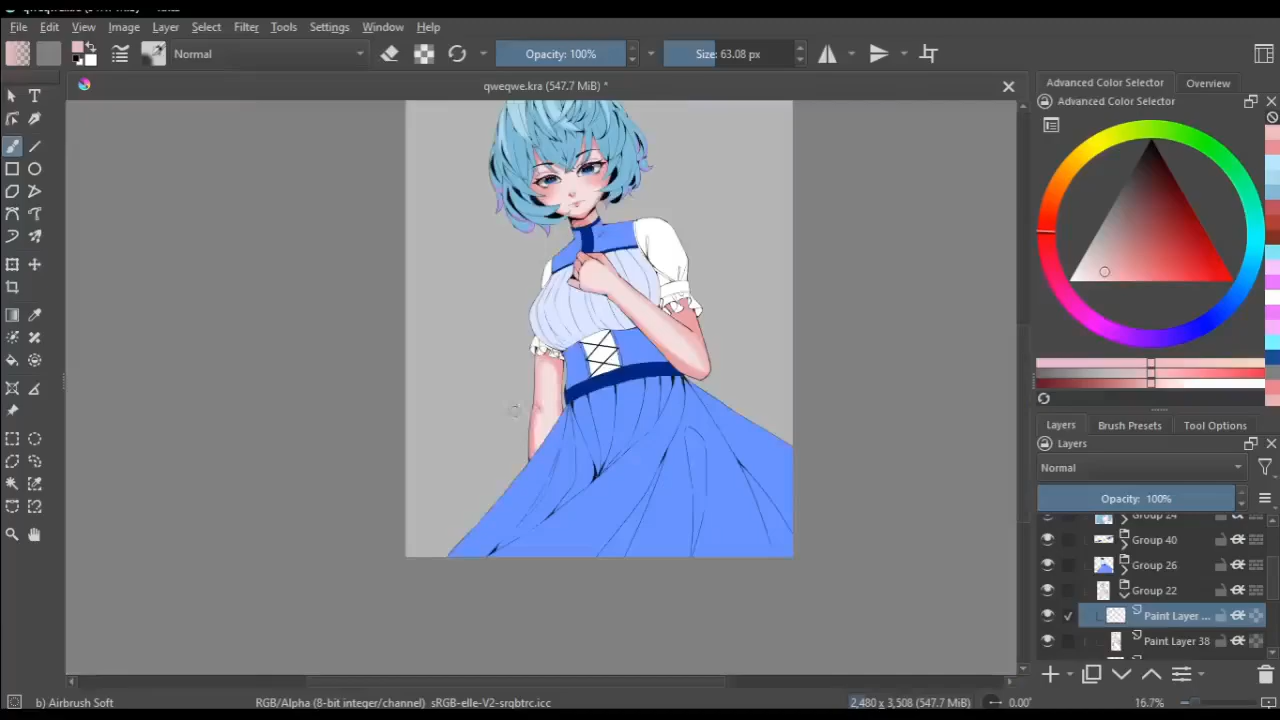 File Edit View Image Layer Select Filter Tools Settings Window Help
Normal
Opacity: 100%
Size: 63.08 px
qweqwe.kra (547.7 MiB) *
Advanced Color Selector
Overview
Advanced Color Selector
Layers
Brush Presets
Tool Options
Layers
Normal
Opacity: 100%
Group 24
Group 40
Group 26
Group 22
Paint Layer ...
Paint Layer 38
b) Airbrush Soft
RGB/Alpha (8-bit integer/channel) sRGB-elle-V2-srgbtrc.icc
2,480 x 3,508 (547.7 MiB)
0.00°
16.7%